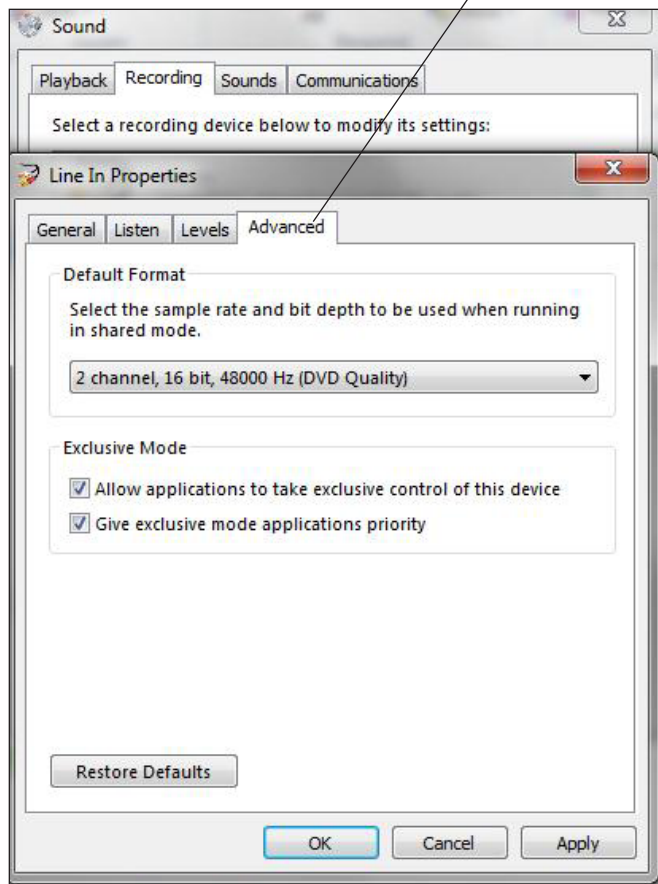 Sound
Playback Recording Sounds Communications
Select a recording device below to modify its settings:
Line In Properties
General Listen Levels Advanced
Default Format
Select the sample rate and bit depth to be used when running
in shared mode.
2 channel, 16 bit, 48000 Hz (DVD Quality)
Exclusive Mode
Allow applications to take exclusive control of this device
Give exclusive mode applications priority
Restore Defaults
OK Cancel Apply